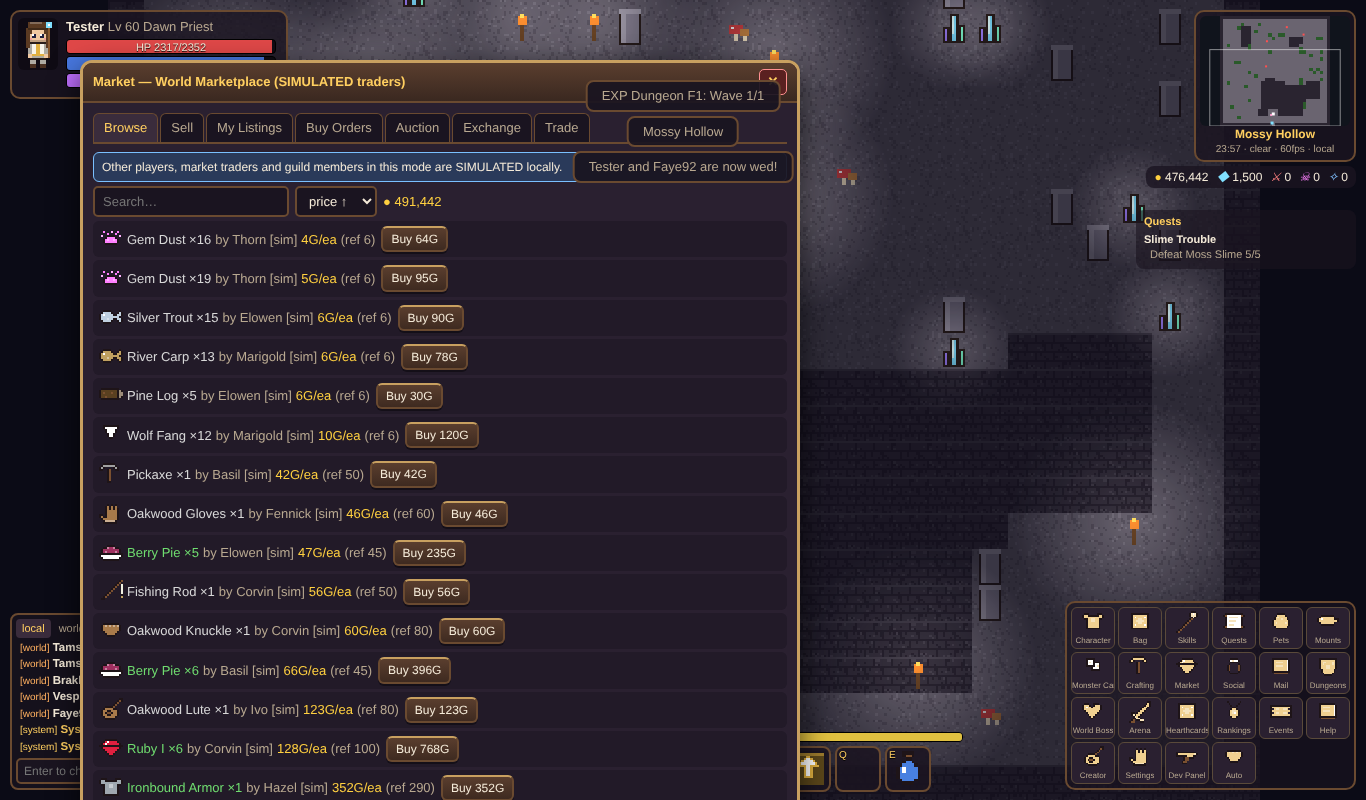 Tester Lv 60 Dawn Priest
HP 2317/2352
Market — World Marketplace (SIMULATED traders)
EXP Dungeon F1: Wave 1/1
Browse Sell My Listings Buy Orders Auction Exchange Trade
Mossy Hollow
Other players, market traders and guild members in this mode are SIMULATED locally.
Tester and Faye92 are now wed!
Search… price ↑ 491,442
Gem Dust ×16 by Thorn [sim] 4G/ea (ref 6) Buy 64G
Gem Dust ×19 by Thorn [sim] 5G/ea (ref 6) Buy 95G
Silver Trout ×15 by Elowen [sim] 6G/ea (ref 6) Buy 90G
River Carp ×13 by Marigold [sim] 6G/ea (ref 6) Buy 78G
Pine Log ×5 by Elowen [sim] 6G/ea (ref 6) Buy 30G
Wolf Fang ×12 by Marigold [sim] 10G/ea (ref 6) Buy 120G
Pickaxe ×1 by Basil [sim] 42G/ea (ref 50) Buy 42G
Oakwood Gloves ×1 by Fennick [sim] 46G/ea (ref 60) Buy 46G
Berry Pie ×5 by Elowen [sim] 47G/ea (ref 45) Buy 235G
Fishing Rod ×1 by Corvin [sim] 56G/ea (ref 50) Buy 56G
Oakwood Knuckle ×1 by Corvin [sim] 60G/ea (ref 80) Buy 60G
Berry Pie ×6 by Basil [sim] 66G/ea (ref 45) Buy 396G
Oakwood Lute ×1 by Ivo [sim] 123G/ea (ref 80) Buy 123G
Ruby I ×6 by Corvin [sim] 128G/ea (ref 100) Buy 768G
Ironbound Armor ×1 by Hazel [sim] 352G/ea (ref 290) Buy 352G
Mossy Hollow
23:57 · clear · 60fps · local
476,442 1,500 0 0 0
Quests
Slime Trouble
Defeat Moss Slime 5/5
local world
[world] Tams
[world] Tams
[world] Brakl
[world] Vesp
[world] Faye
[system] Sys
[system] Sys
Enter to ch
Q E
Character Bag Skills Quests Pets Mounts
Monster Ca Crafting Market Social Mail Dungeons
World Boss Arena Hearthcards Rankings Events Help
Creator Settings Dev Panel Auto